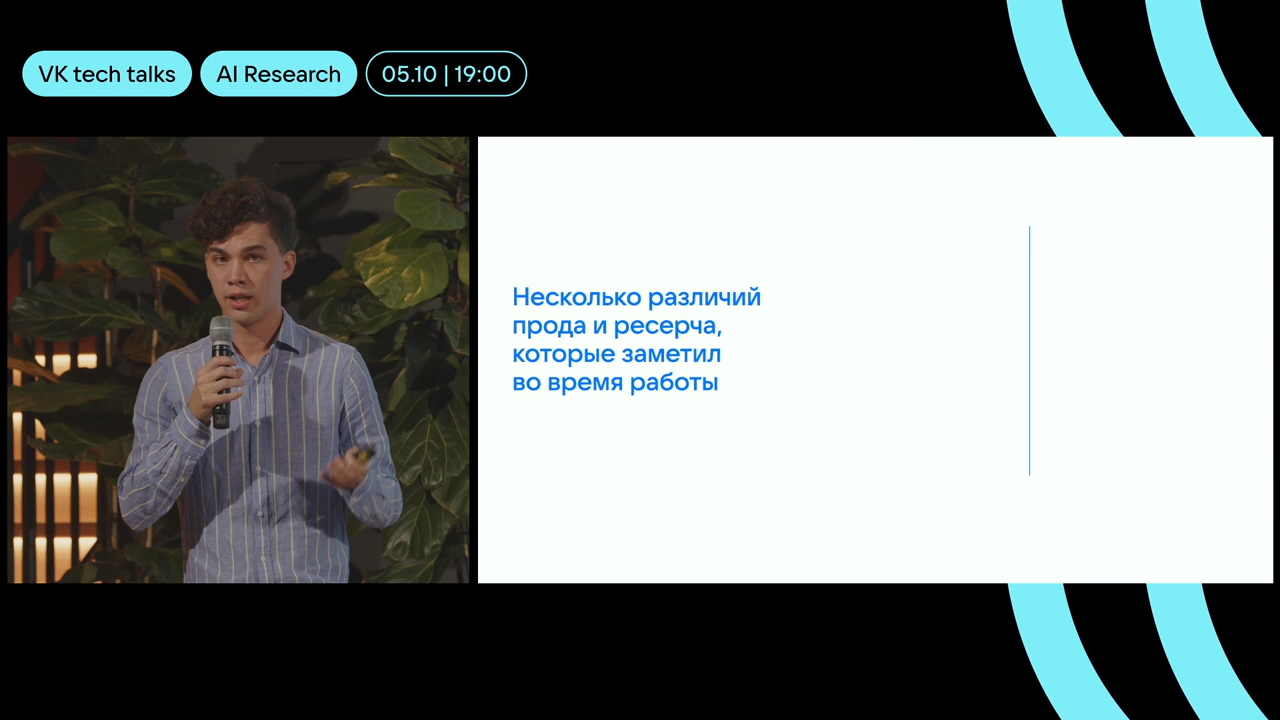 VK tech talks AI Research 05.10 | 19:00
Несколько различий
прода и ресерча,
которые заметил
во время работы